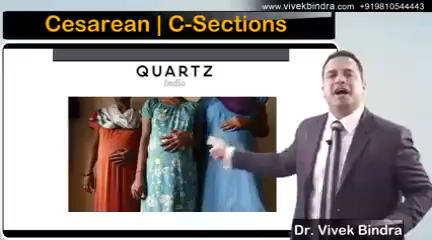 www.vivekbindra.com +919810544443
Cesarean | C-Sections
QUARTZ
India
Dr. Vivek Bindra